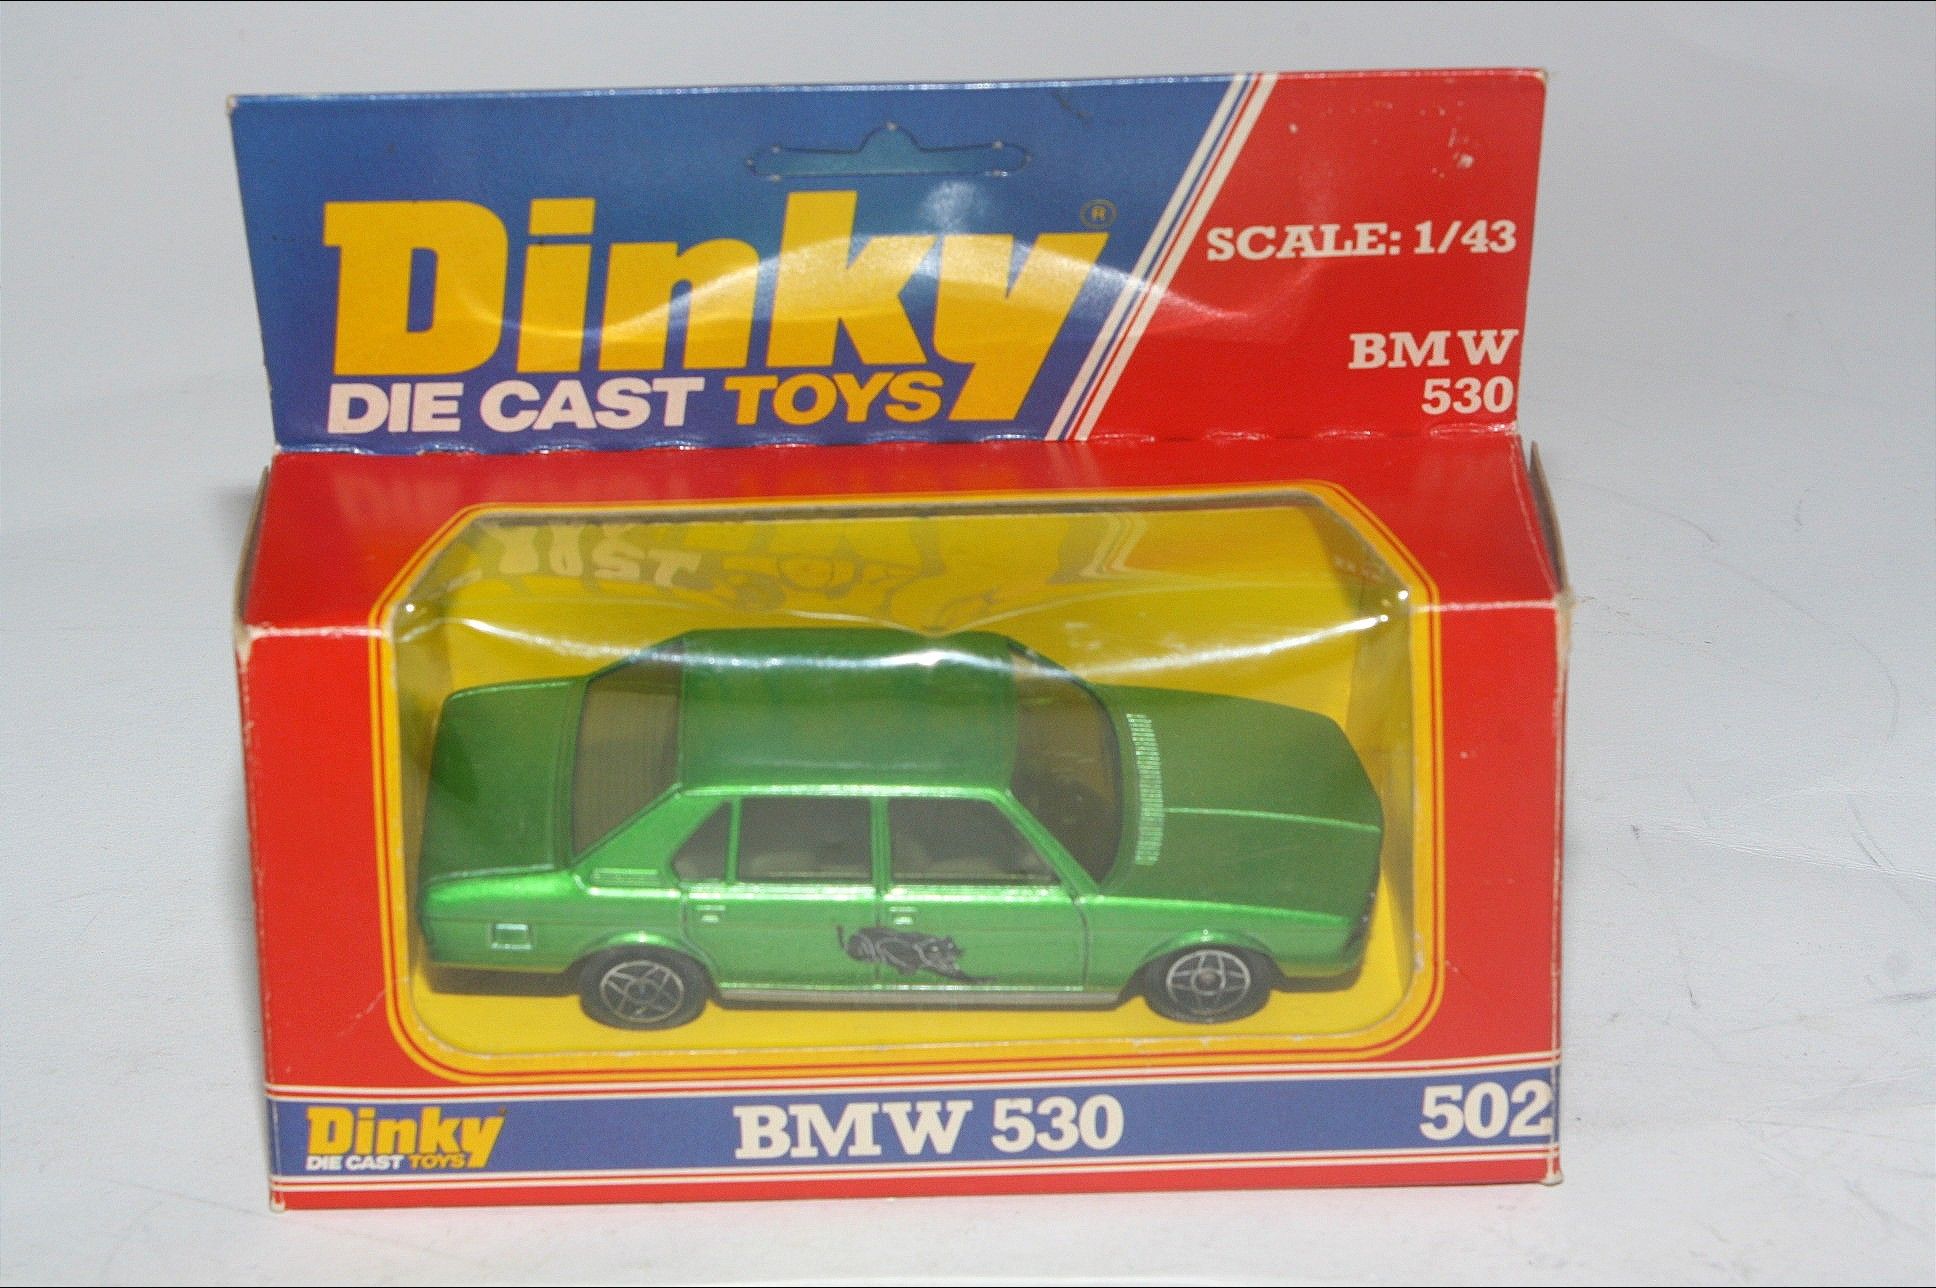 Dinky®
DIE CAST TOYS
SCALE: 1/43
BMW
530
Dinky
DIE CAST TOYS
BMW 530
502